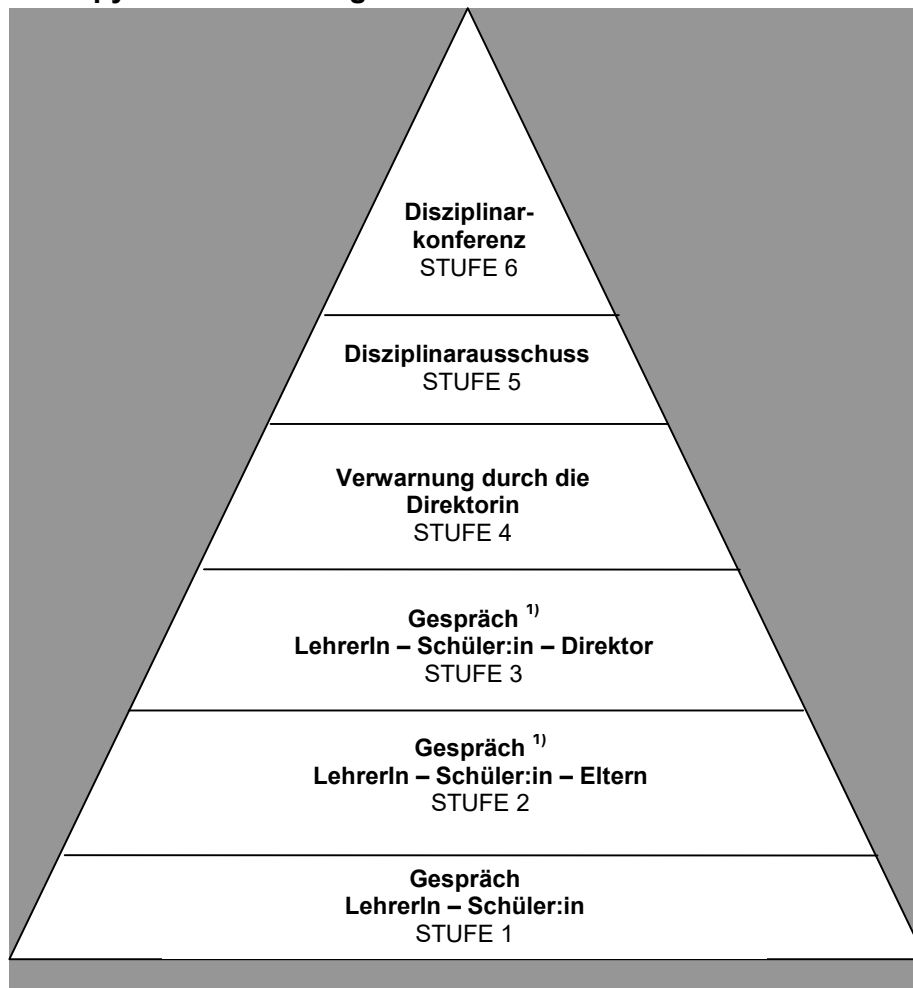 Disziplinar-
konferenz
STUFE 6
Disziplinarausschuss
STUFE 5
Verwarnung durch die
Direktorin
STUFE 4
Gespräch ¹⁾
LehrerIn – Schüler:in – Direktor
STUFE 3
Gespräch ¹⁾
LehrerIn – Schüler:in – Eltern
STUFE 2
Gespräch
LehrerIn – Schüler:in
STUFE 1